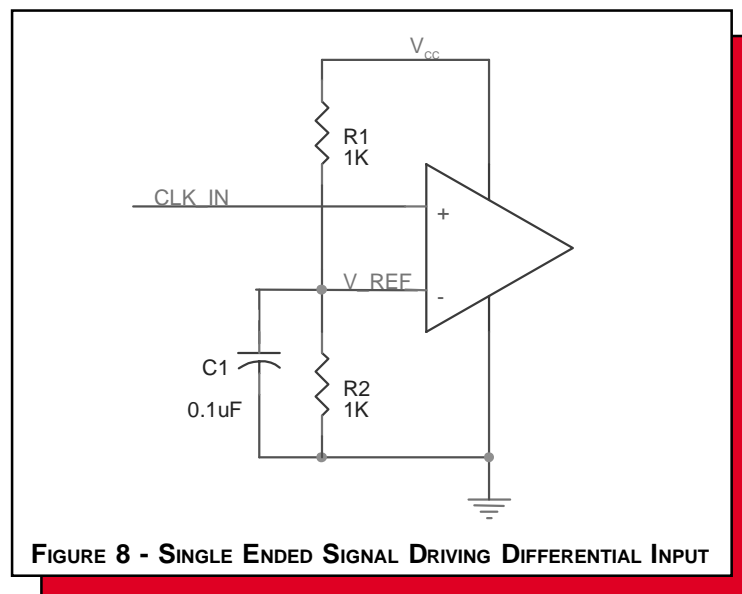 Vcc
R1
1K
CLK_IN
+
V_REF
-
C1
0.1uF
R2
1K
FIGURE 8 - SINGLE ENDED SIGNAL DRIVING DIFFERENTIAL INPUT